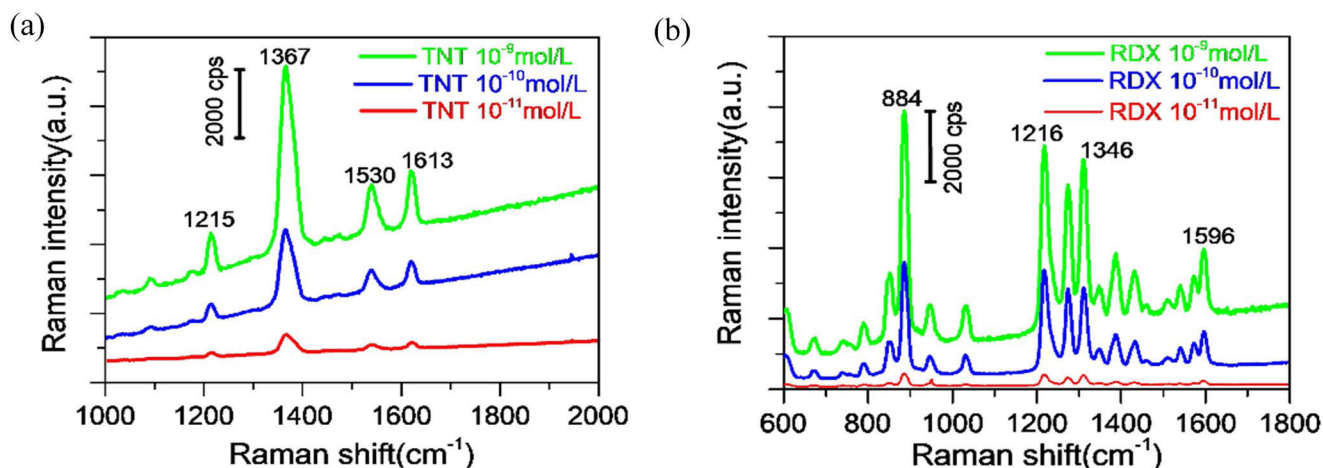 (a)
1367
TNT 10⁻⁹mol/L
TNT 10⁻¹⁰mol/L
TNT 10⁻¹¹mol/L
2000 cps
1215
1530
1613
Raman intensity(a.u.)
1000 1200 1400 1600 1800 2000
Raman shift(cm⁻¹)
(b)
RDX 10⁻⁹mol/L
RDX 10⁻¹⁰mol/L
RDX 10⁻¹¹mol/L
884
2000 cps
1216
1346
1596
Raman intensity(a.u.)
600 800 1000 1200 1400 1600 1800
Raman shift(cm⁻¹)